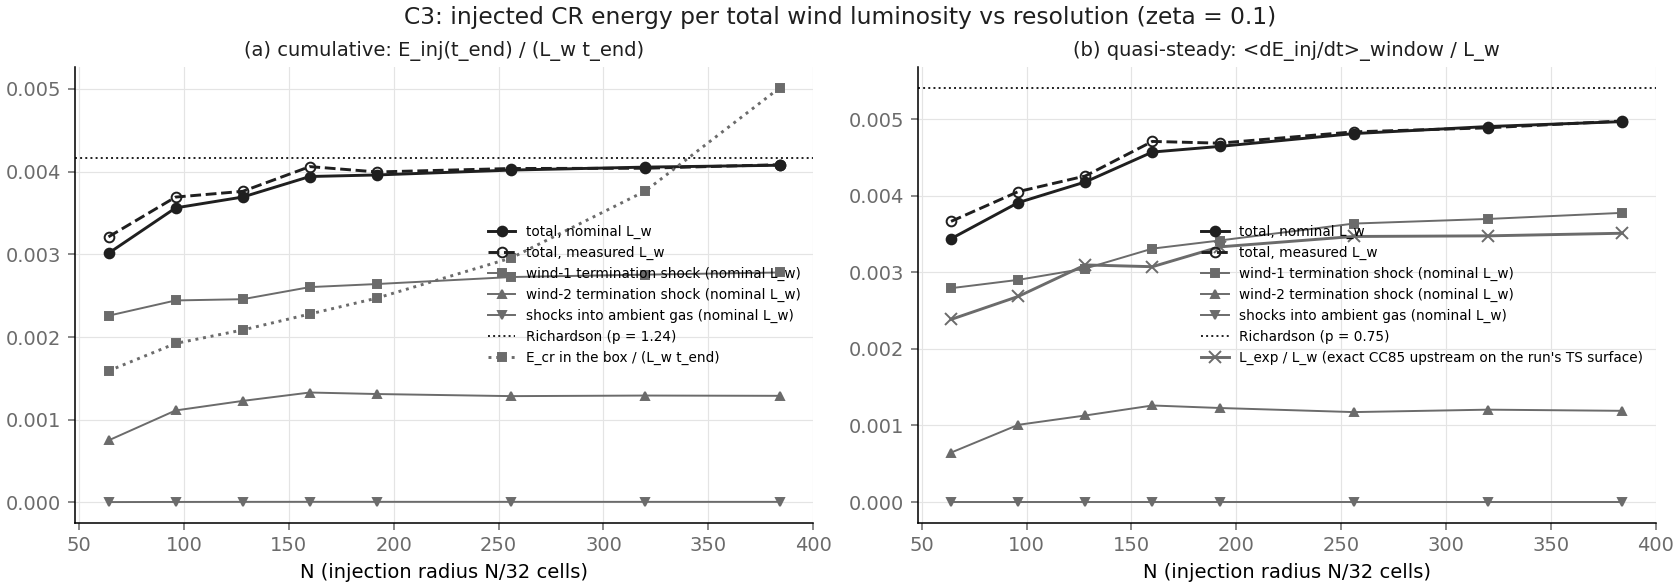 C3: injected CR energy per total wind luminosity vs resolution (zeta = 0.1)
(a) cumulative: E_inj(t_end) / (L_w t_end)
0.005
0.004
0.003
0.002
0.001
0.000
total, nominal L_w
total, measured L_w
wind-1 termination shock (nominal L_w)
wind-2 termination shock (nominal L_w)
shocks into ambient gas (nominal L_w)
Richardson (p = 1.24)
E_cr in the box / (L_w t_end)
50 100 150 200 250 300 350 400
N (injection radius N/32 cells)
(b) quasi-steady: <dE_inj/dt>_window / L_w
0.005
0.004
0.003
0.002
0.001
0.000
total, nominal L_w
total, measured L_w
wind-1 termination shock (nominal L_w)
wind-2 termination shock (nominal L_w)
shocks into ambient gas (nominal L_w)
Richardson (p = 0.75)
L_exp / L_w (exact CC85 upstream on the run's TS surface)
50 100 150 200 250 300 350 400
N (injection radius N/32 cells)